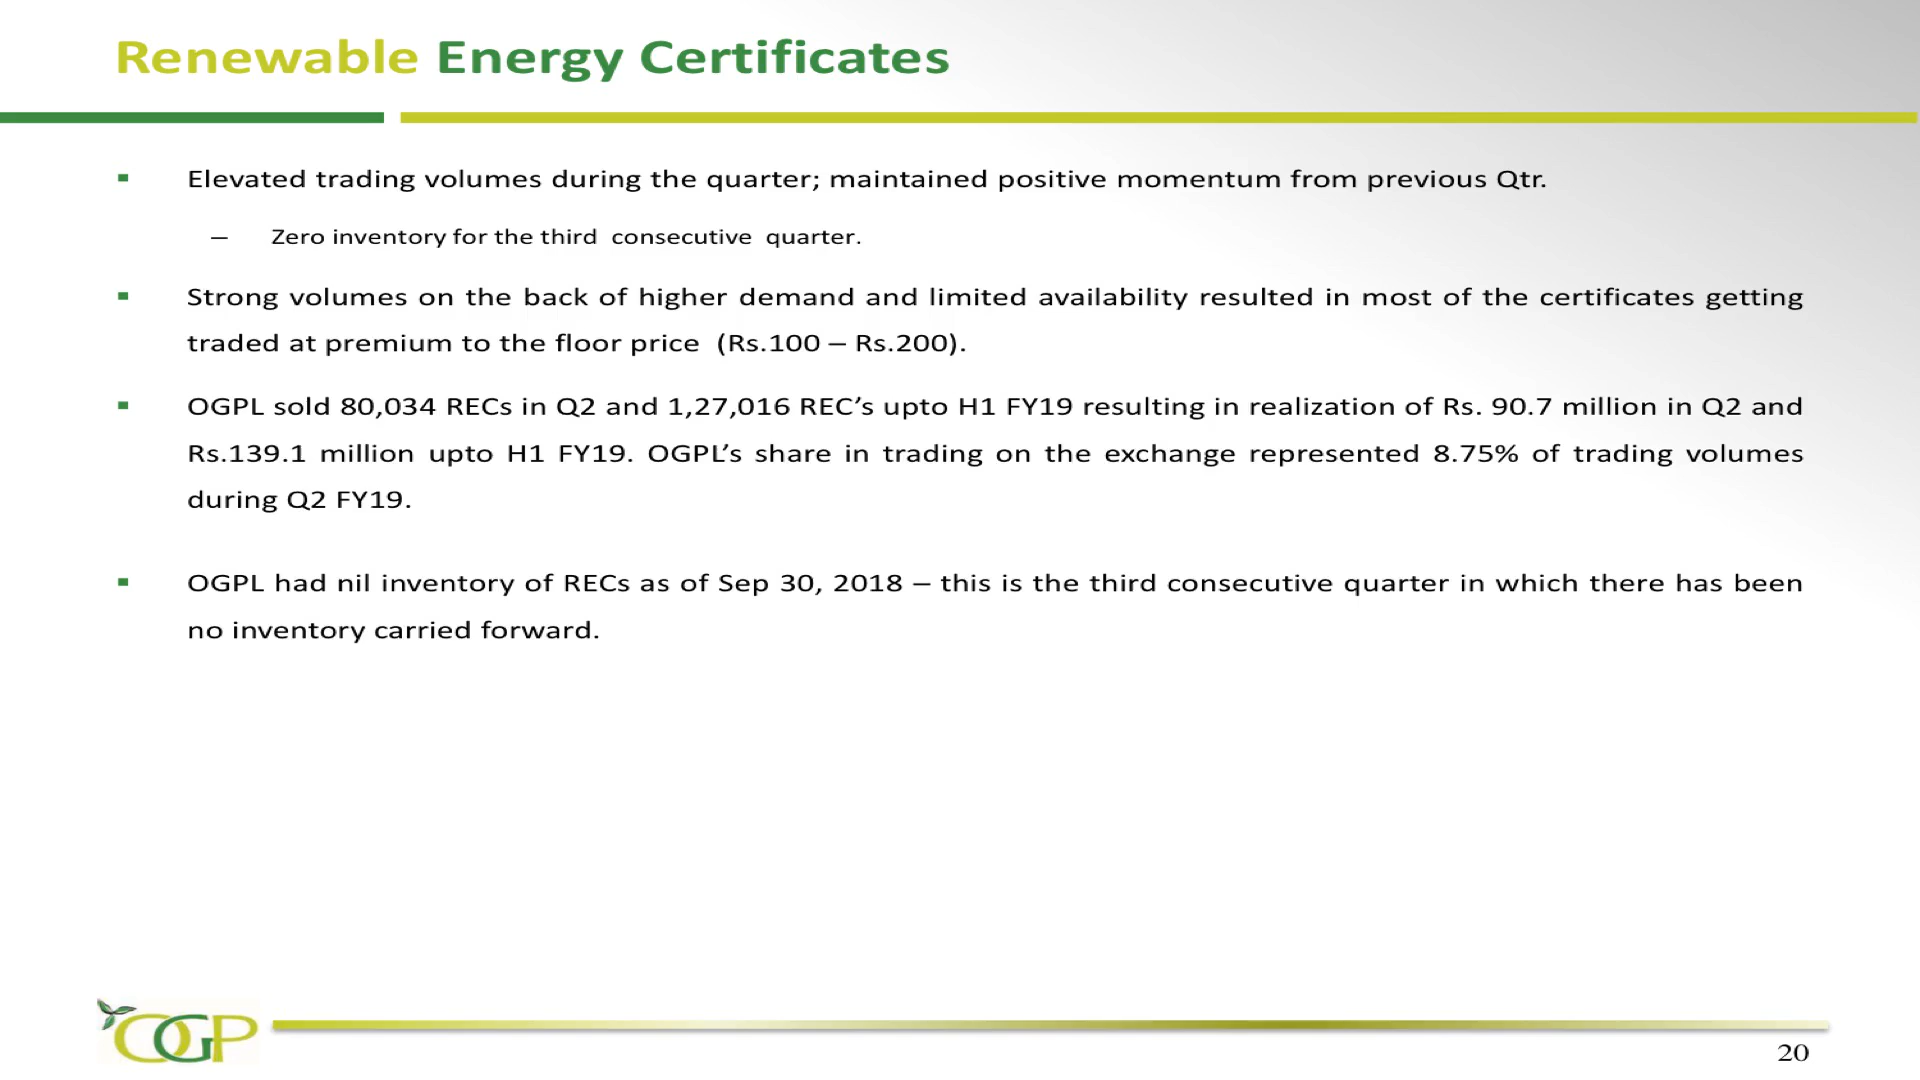 Renewable Energy Certificates
▪ Elevated trading volumes during the quarter; maintained positive momentum from previous Qtr.
– Zero inventory for the third consecutive quarter.
▪ Strong volumes on the back of higher demand and limited availability resulted in most of the certificates getting
traded at premium to the floor price (Rs.100 – Rs.200).
▪ OGPL sold 80,034 RECs in Q2 and 1,27,016 REC’s upto H1 FY19 resulting in realization of Rs. 90.7 million in Q2 and
Rs.139.1 million upto H1 FY19. OGPL’s share in trading on the exchange represented 8.75% of trading volumes
during Q2 FY19.
▪ OGPL had nil inventory of RECs as of Sep 30, 2018 – this is the third consecutive quarter in which there has been
no inventory carried forward.
OGP
20